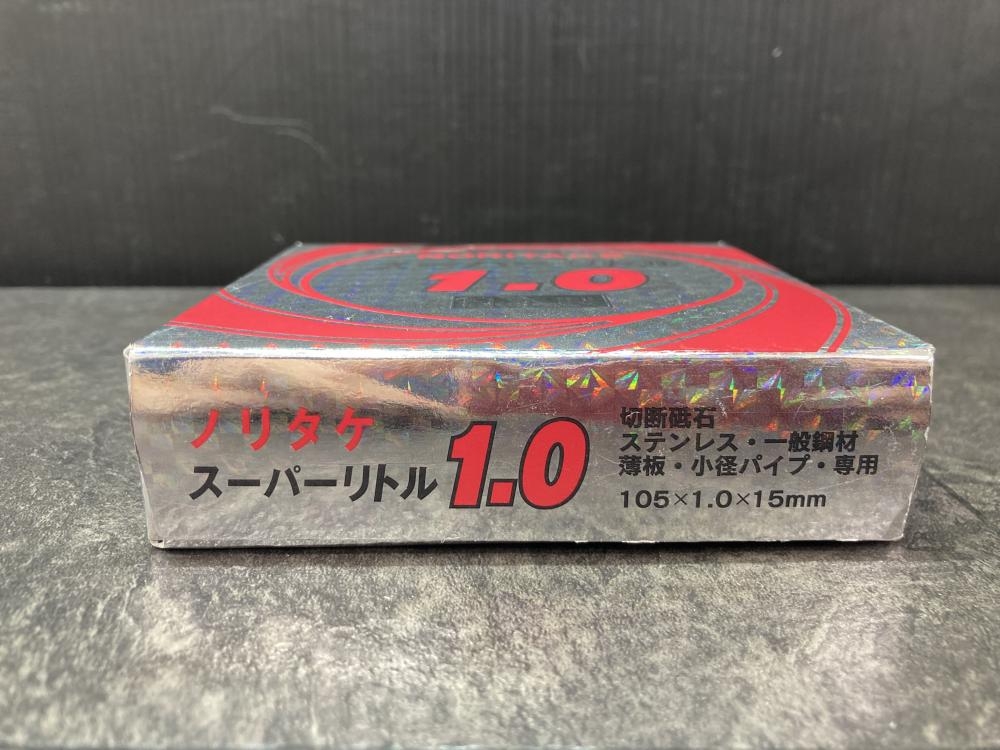 NORITAKE
1.0
ノリタケ
スーパーリトル1.0
切断砥石
ステンレス・一般鋼材
薄板・小径パイプ・専用
105×1.0×15mm